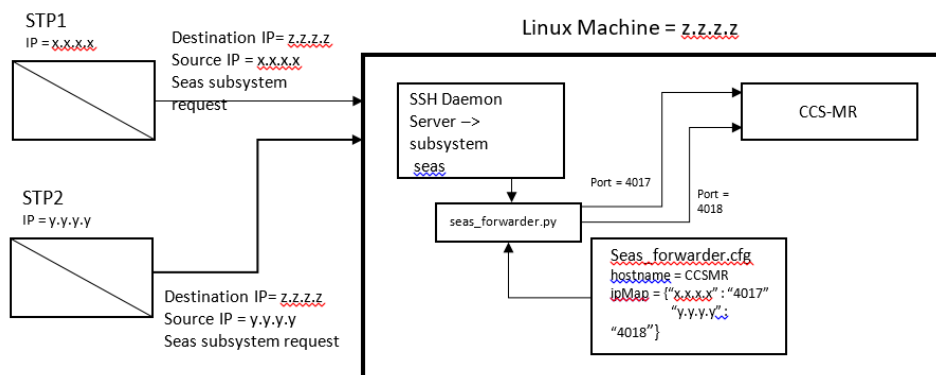 STP1
IP = x.x.x.x
Destination IP= z.z.z.z
Source IP = x.x.x.x
Seas subsystem
request
Linux Machine = z.z.z.z
SSH Daemon
Server –>
subsystem
seas
CCS-MR
Port = 4017
Port =
4018
seas_forwarder.py
STP2
IP = y.y.y.y
Destination IP= z.z.z.z
Source IP = y.y.y.y
Seas subsystem request
Seas_forwarder.cfg
hostname = CCSMR
ipMap = {“x.x.x.x” : “4017”
“y.y.y.y” :
“4018”}